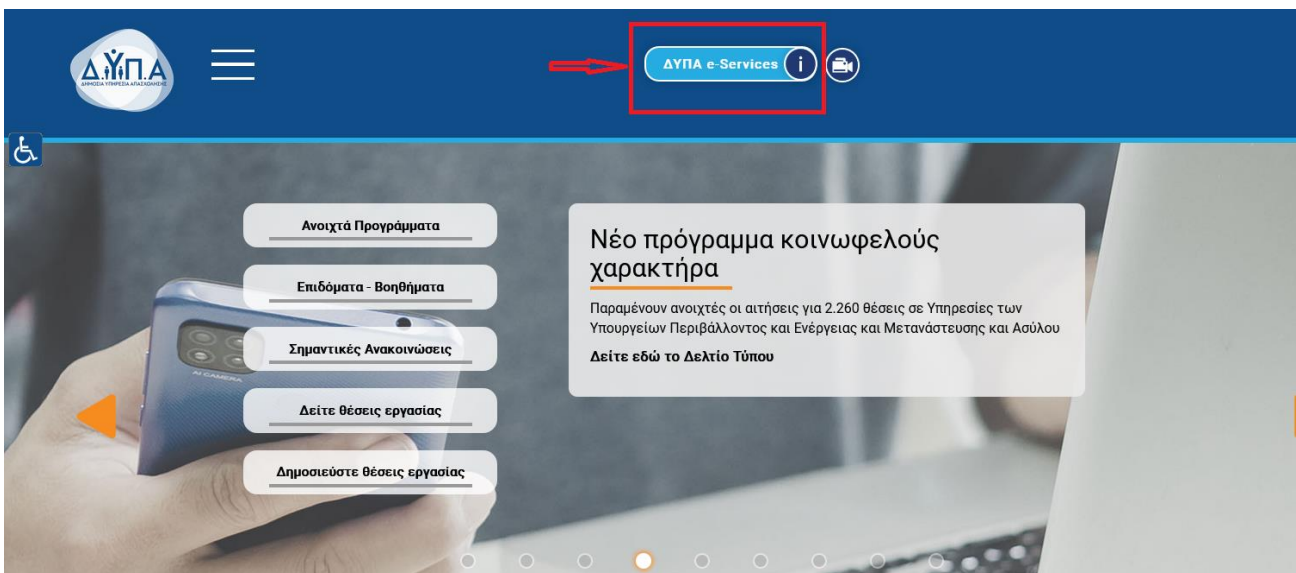 Δ.ΥΠ.Α
ΔΗΜΟΣΙΑ ΥΠΗΡΕΣΙΑ ΑΠΑΣΧΟΛΗΣΗΣ
ΔΥΠΑ e-Services i
Ανοιχτά Προγράμματα
Επιδόματα - Βοηθήματα
Σημαντικές Ανακοινώσεις
Δείτε θέσεις εργασίας
Δημοσιεύστε θέσεις εργασίας
Νέο πρόγραμμα κοινωφελούς
χαρακτήρα
Παραμένουν ανοιχτές οι αιτήσεις για 2.260 θέσεις σε Υπηρεσίες των
Υπουργείων Περιβάλλοντος και Ενέργειας και Μετανάστευσης και Ασύλου
Δείτε εδώ το Δελτίο Τύπου
AI CAMERA